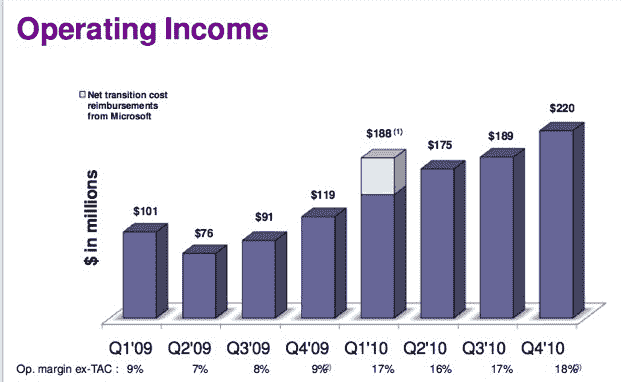 Operating Income
Net transition cost
reimbursements
from Microsoft
$ in millions
$101
$76
$91
$119
$188 (1)
$175
$189
$220
Q1'09 Q2'09 Q3'09 Q4'09 Q1'10 Q2'10 Q3'10 Q4'10
Op. margin ex-TAC : 9% 7% 8% 9%(2) 17% 16% 17% 18%